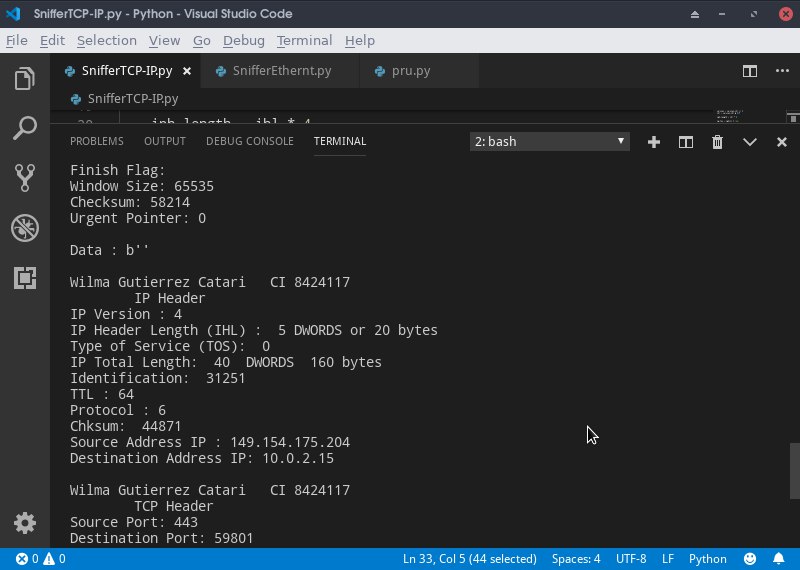 SnifferTCP-IP.py - Python - Visual Studio Code
File Edit Selection View Go Debug Terminal Help
SnifferTCP-IP.py SnifferEthernt.py pru.py
SnifferTCP-IP.py
PROBLEMS OUTPUT DEBUG CONSOLE TERMINAL 2: bash
Finish Flag:
Window Size: 65535
Checksum: 58214
Urgent Pointer: 0
Data : b''
Wilma Gutierrez Catari CI 8424117
IP Header
IP Version : 4
IP Header Length (IHL) : 5 DWORDS or 20 bytes
Type of Service (TOS): 0
IP Total Length: 40 DWORDS 160 bytes
Identification: 31251
TTL : 64
Protocol : 6
Chksum: 44871
Source Address IP : 149.154.175.204
Destination Address IP: 10.0.2.15
Wilma Gutierrez Catari CI 8424117
TCP Header
Source Port: 443
Destination Port: 59801
0 0 Ln 33, Col 5 (44 selected) Spaces: 4 UTF-8 LF Python